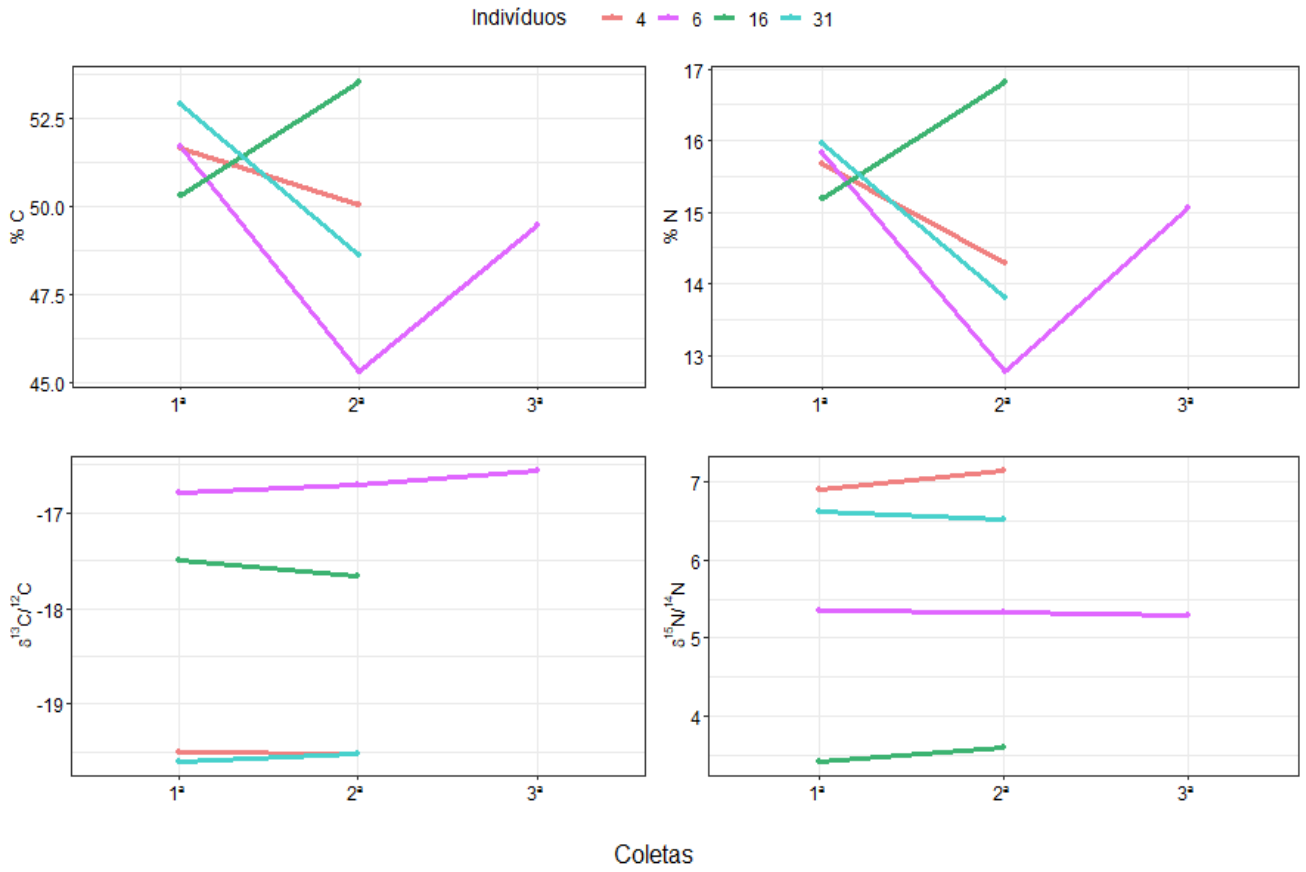 Indivíduos 4 6 16 31
% C
52.5
50.0
47.5
45.0
1ª 2ª 3ª
% N
17
16
15
14
13
1ª 2ª 3ª
δ¹³C/¹²C
-17
-18
-19
1ª 2ª 3ª
δ¹⁵N/¹⁴N
7
6
5
4
1ª 2ª 3ª
Coletas